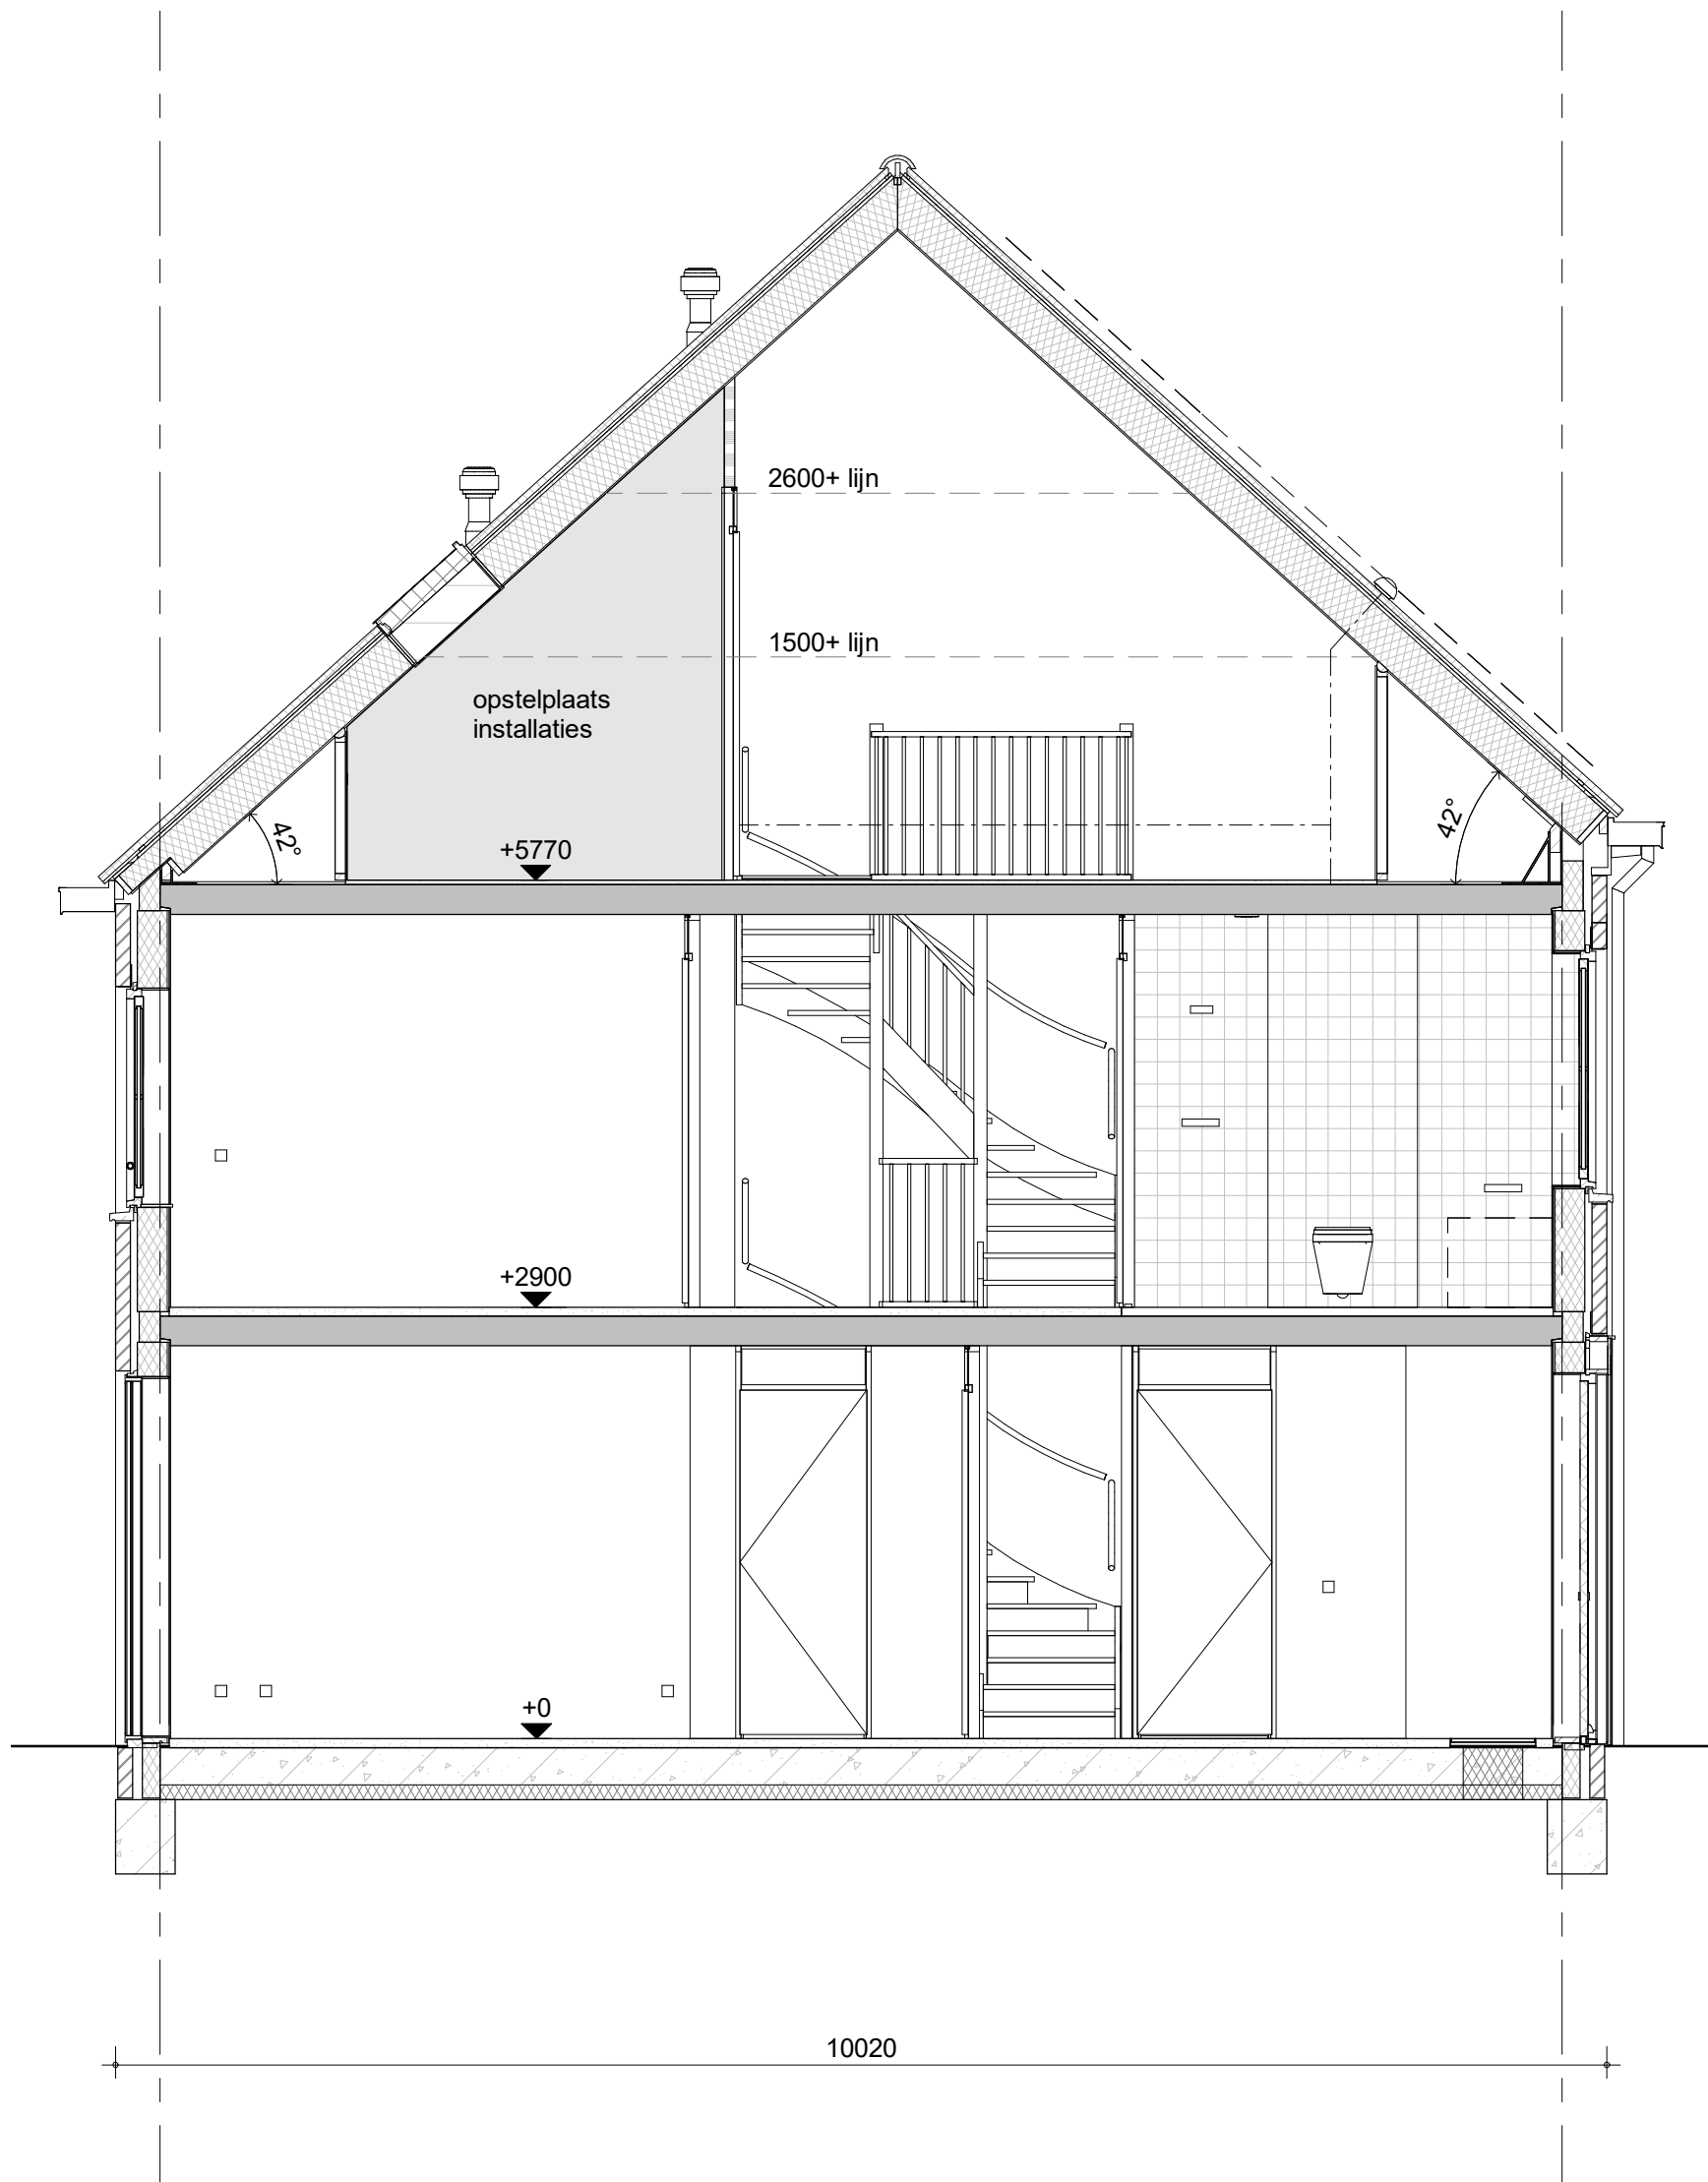 2600+ lijn
1500+ lijn
opstelplaats
installaties
42°
42°
+5770
+2900
+0
10020